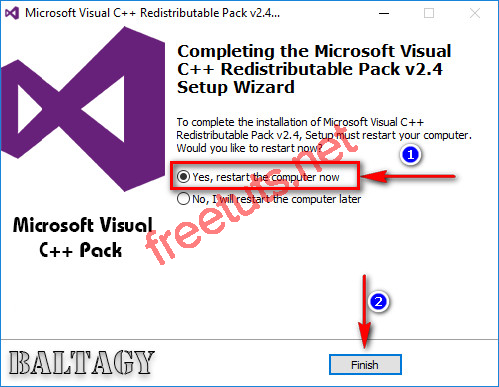 Microsoft Visual C++ Redistributable Pack v2.4...
Completing the Microsoft Visual
C++ Redistributable Pack v2.4
Setup Wizard
To complete the installation of Microsoft Visual C++
Redistributable Pack v2.4, Setup must restart your computer.
Would you like to restart now?
1
Yes, restart the computer now
No, I will restart the computer later
freetuts.net
Microsoft Visual
C++ Pack
2
BALTAGY
Finish